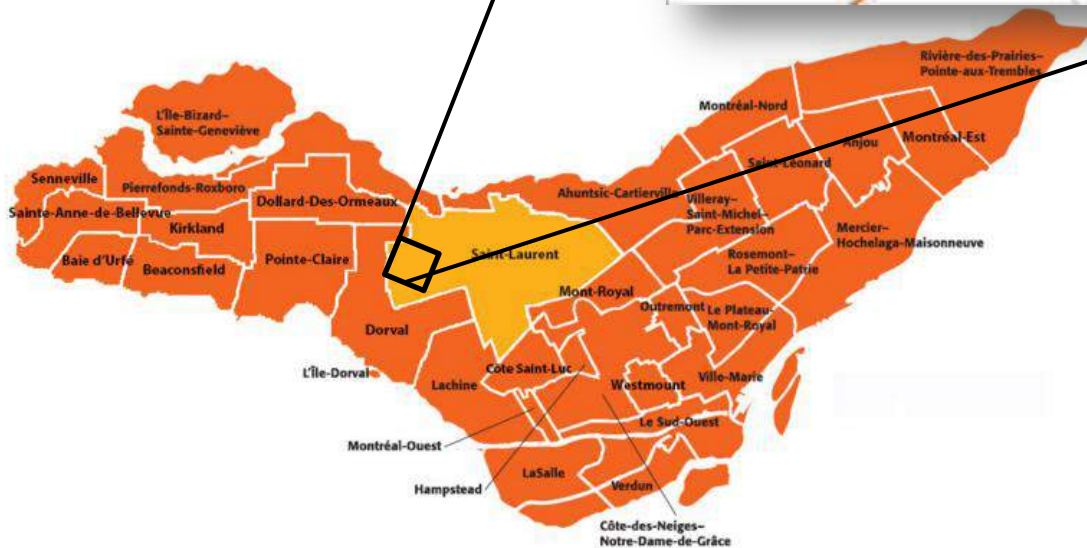 L'Île-Bizard–
Sainte-Geneviève
Rivière-des-Prairies–
Pointe-aux-Trembles
Montréal-Nord
Anjou
Montréal-Est
Saint-Léonard
Senneville
Pierrefonds-Roxboro
Dollard-Des-Ormeaux
Ahuntsic-Cartierville
Villeray–
Saint-Michel–
Parc-Extension
Sainte-Anne-de-Bellevue
Kirkland
Mercier–
Hochelaga-Maisonneuve
Baie d'Urfé
Beaconsfield
Pointe-Claire
Saint-Laurent
Rosemont–
La Petite-Patrie
Mont-Royal
Outremont
Le Plateau-
Mont-Royal
Dorval
L'Île-Dorval
Lachine
Côte Saint-Luc
Westmount
Ville-Marie
Le Sud-Ouest
Montréal-Ouest
Hampstead
LaSalle
Verdun
Côte-des-Neiges–
Notre-Dame-de-Grâce